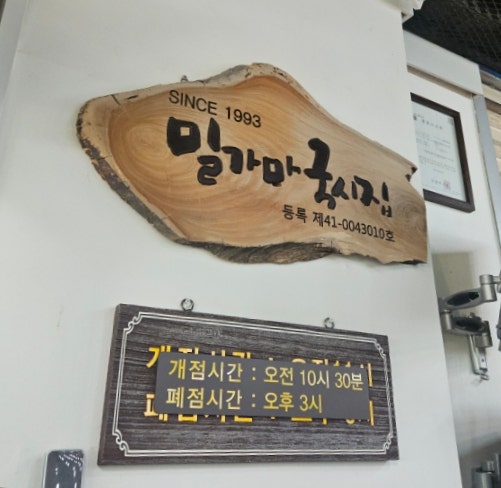 SINCE 1993
밀가마 국시집
등록 제41-0043010호
개점시간 : 오전 10시 30분
폐점시간 : 오후 3시